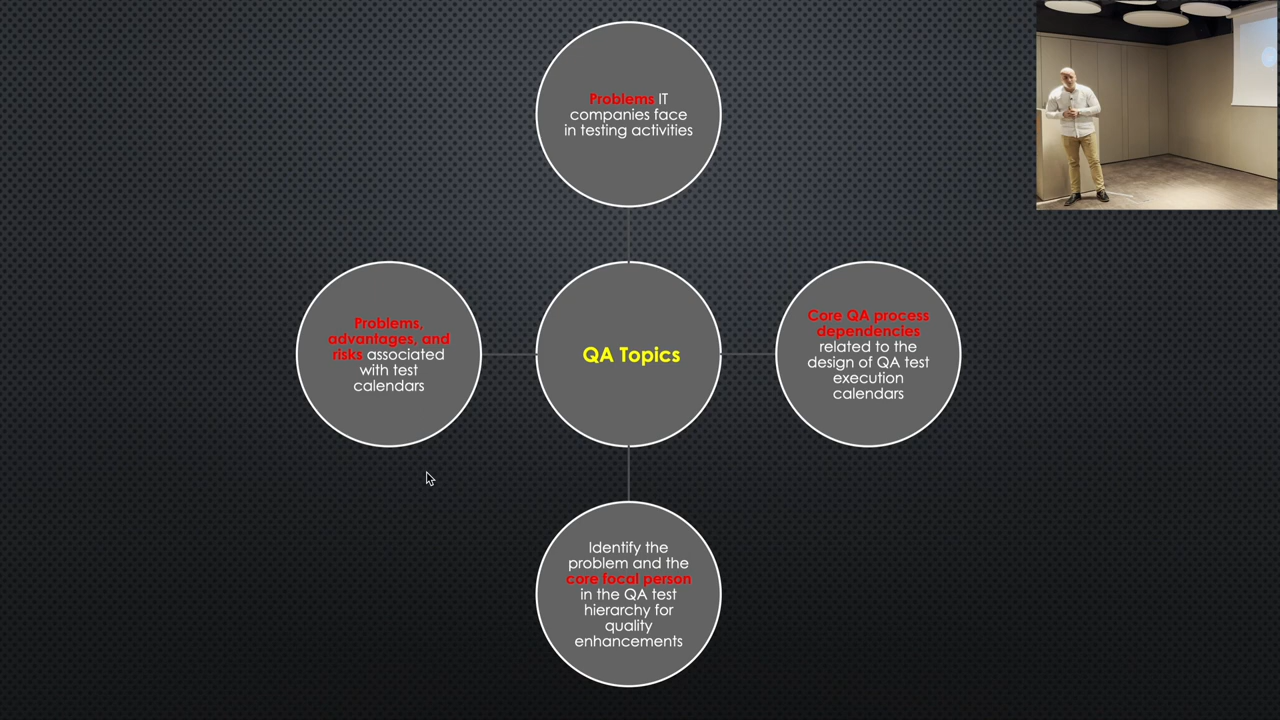 Problems IT
companies face
in testing activities
Problems,
advantages, and
risks associated
with test
calendars
QA Topics
Core QA process
dependencies
related to the
design of QA test
execution
calendars
Identify the
problem and the
core focal person
in the QA test
hierarchy for
quality
enhancements